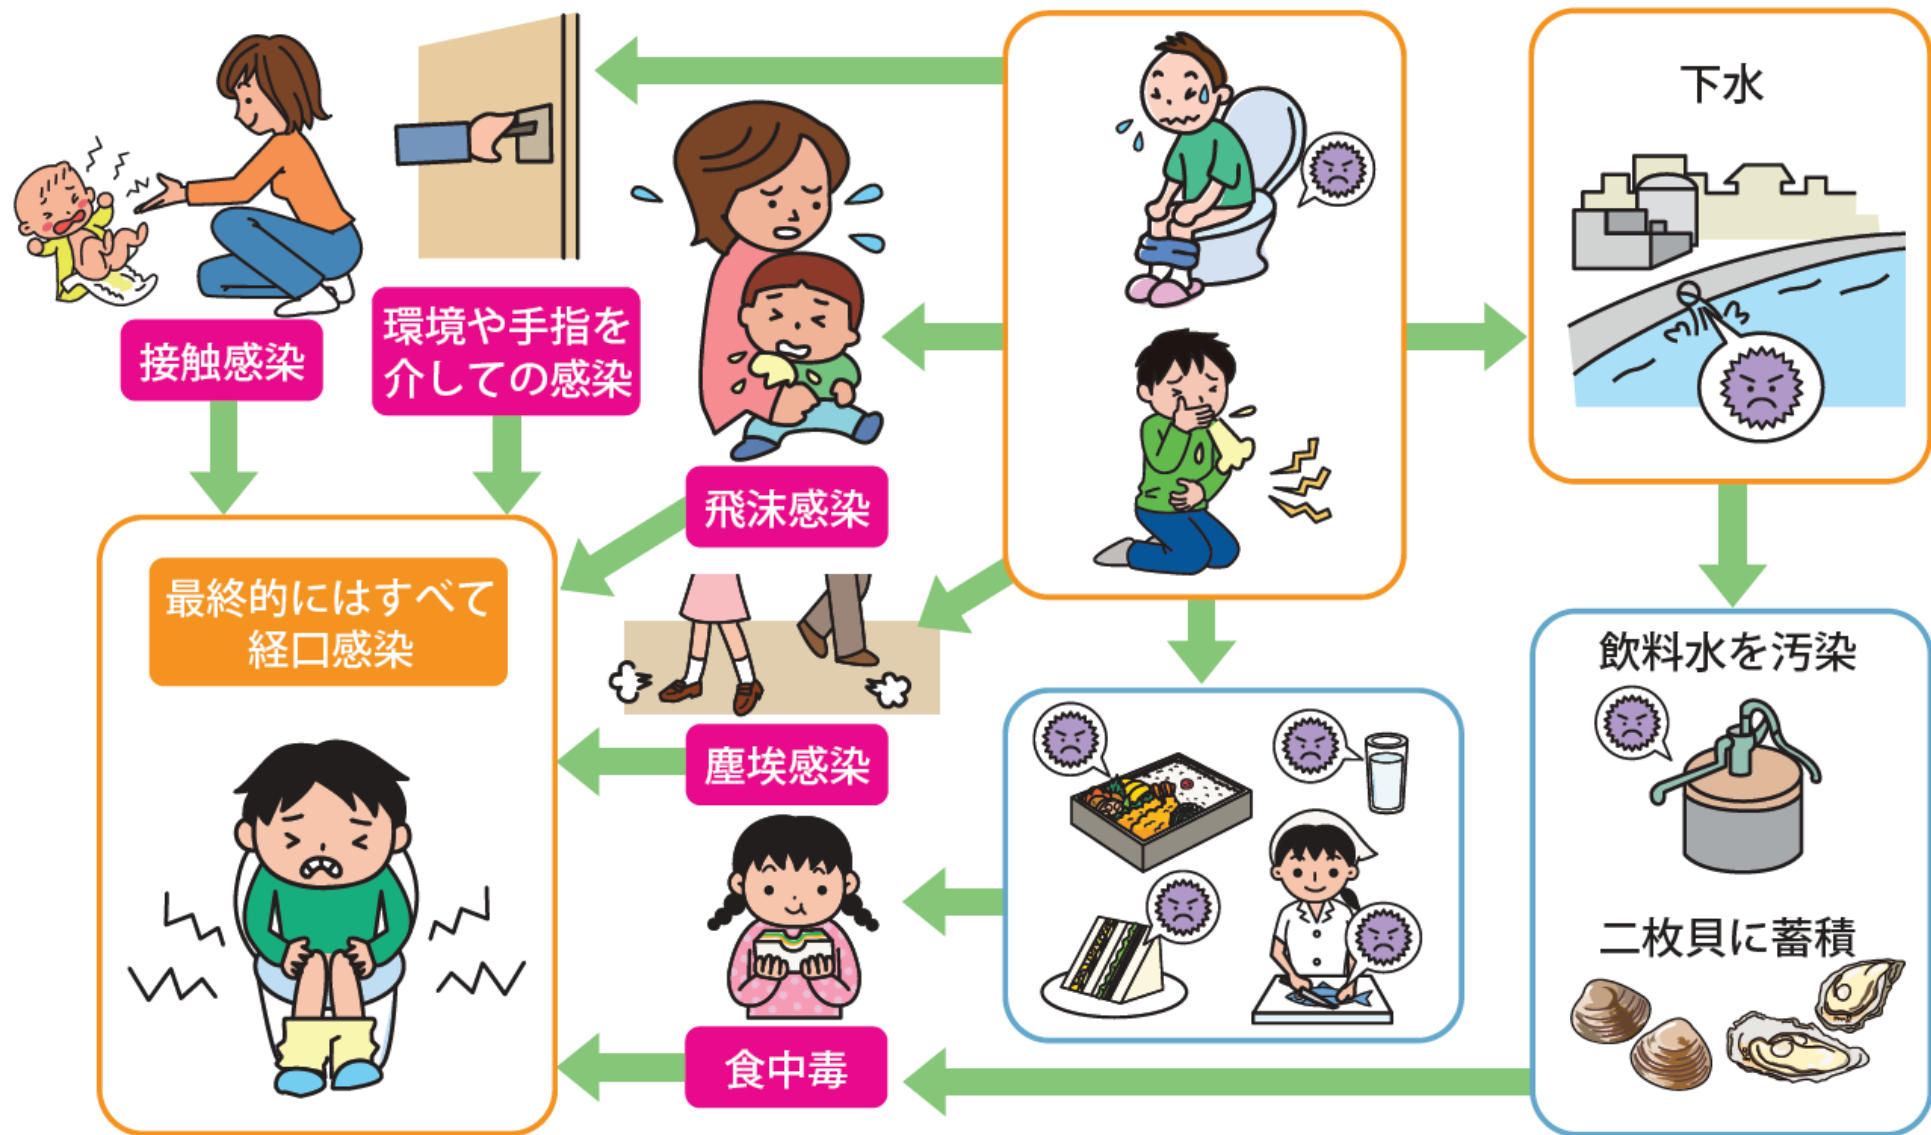 下水
接触感染
環境や手指を
介しての感染
飛沫感染
最終的にはすべて
経口感染
塵埃感染
飲料水を汚染
二枚貝に蓄積
食中毒